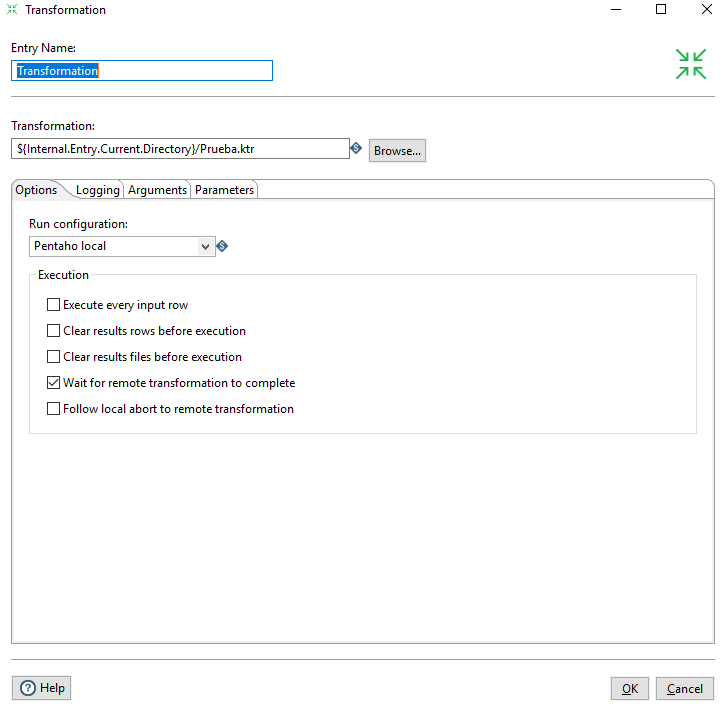 Transformation
Entry Name:
Transformation
Transformation:
${Internal.Entry.Current.Directory}/Prueba.ktr
Browse...
Options Logging Arguments Parameters
Run configuration:
Pentaho local
Execution
Execute every input row
Clear results rows before execution
Clear results files before execution
Wait for remote transformation to complete
Follow local abort to remote transformation
Help
OK Cancel